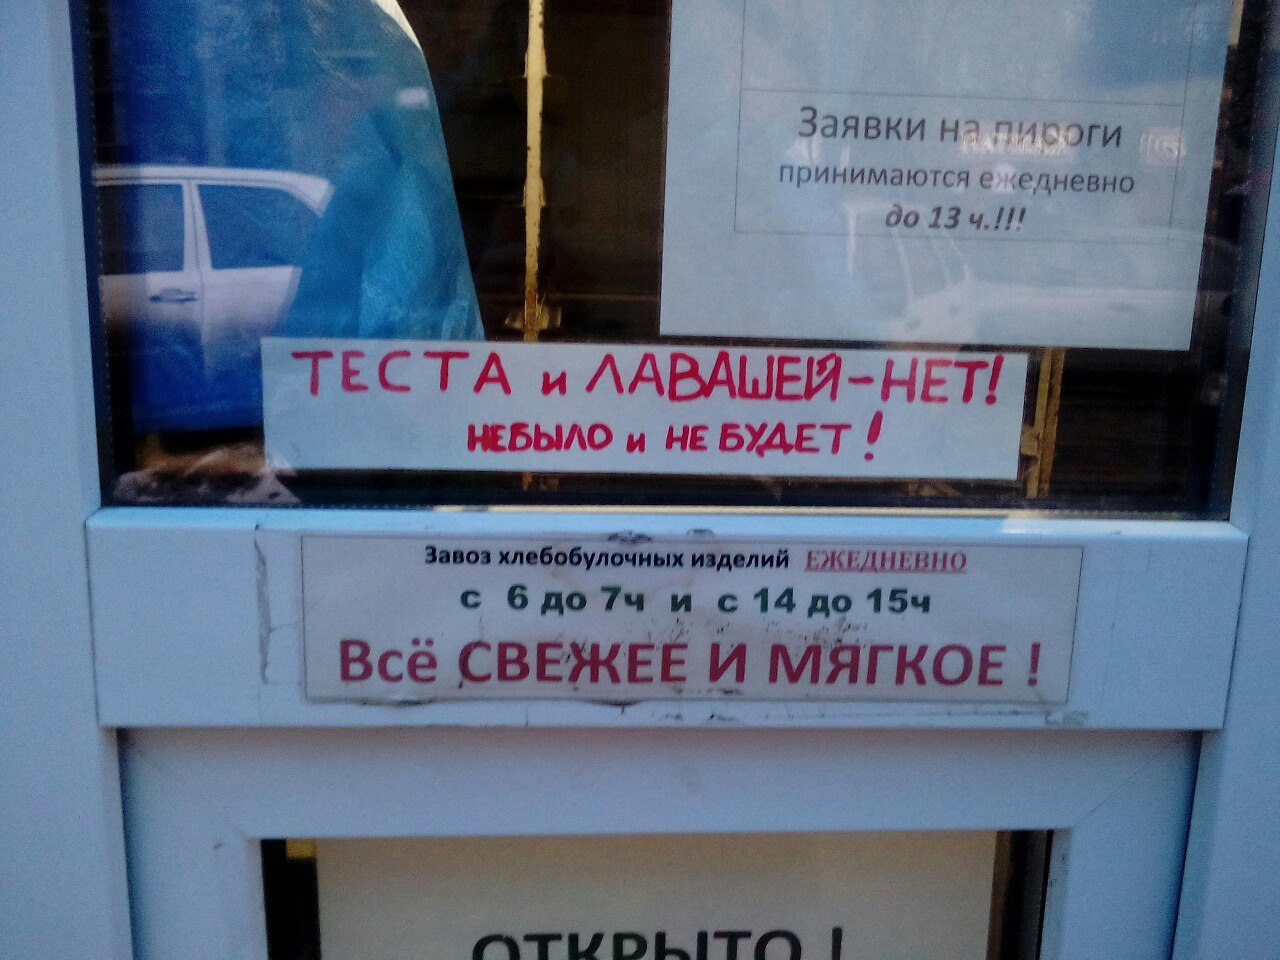 Заявки на пироги
принимаются ежедневно
до 13 ч.!!!
ТЕСТА и ЛАВАШЕЙ-НЕТ!
НЕБЫЛО и НЕ БУДЕТ!
Завоз хлебобулочных изделий ЕЖЕДНЕВНО
с 6 до 7ч и с 14 до 15ч
Всё СВЕЖЕЕ И МЯГКОЕ !
ОТКРЫТО !